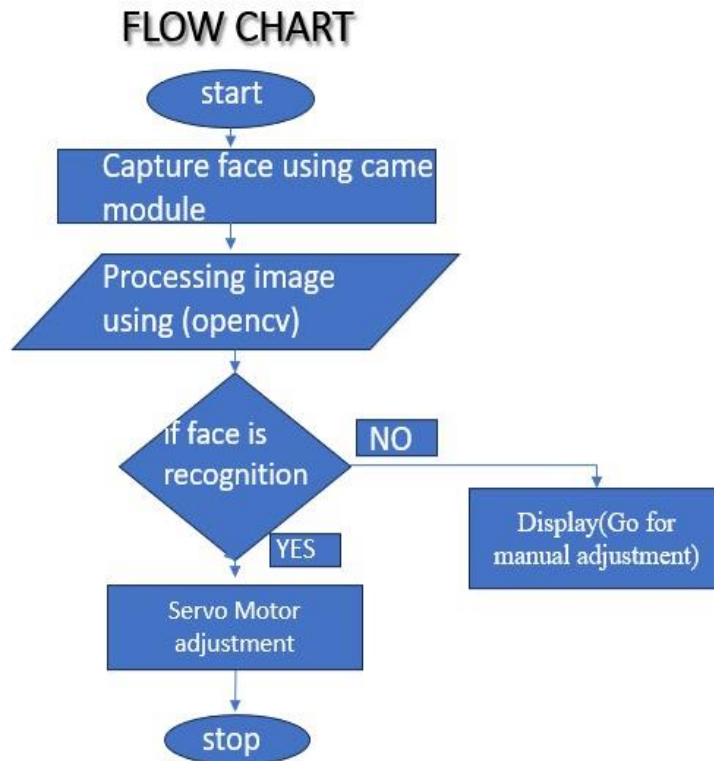 FLOW CHART
start
Capture face using came
module
Processing image
using (opencv)
if face is
recognition
NO
YES
Display(Go for
manual adjustment)
Servo Motor
adjustment
stop